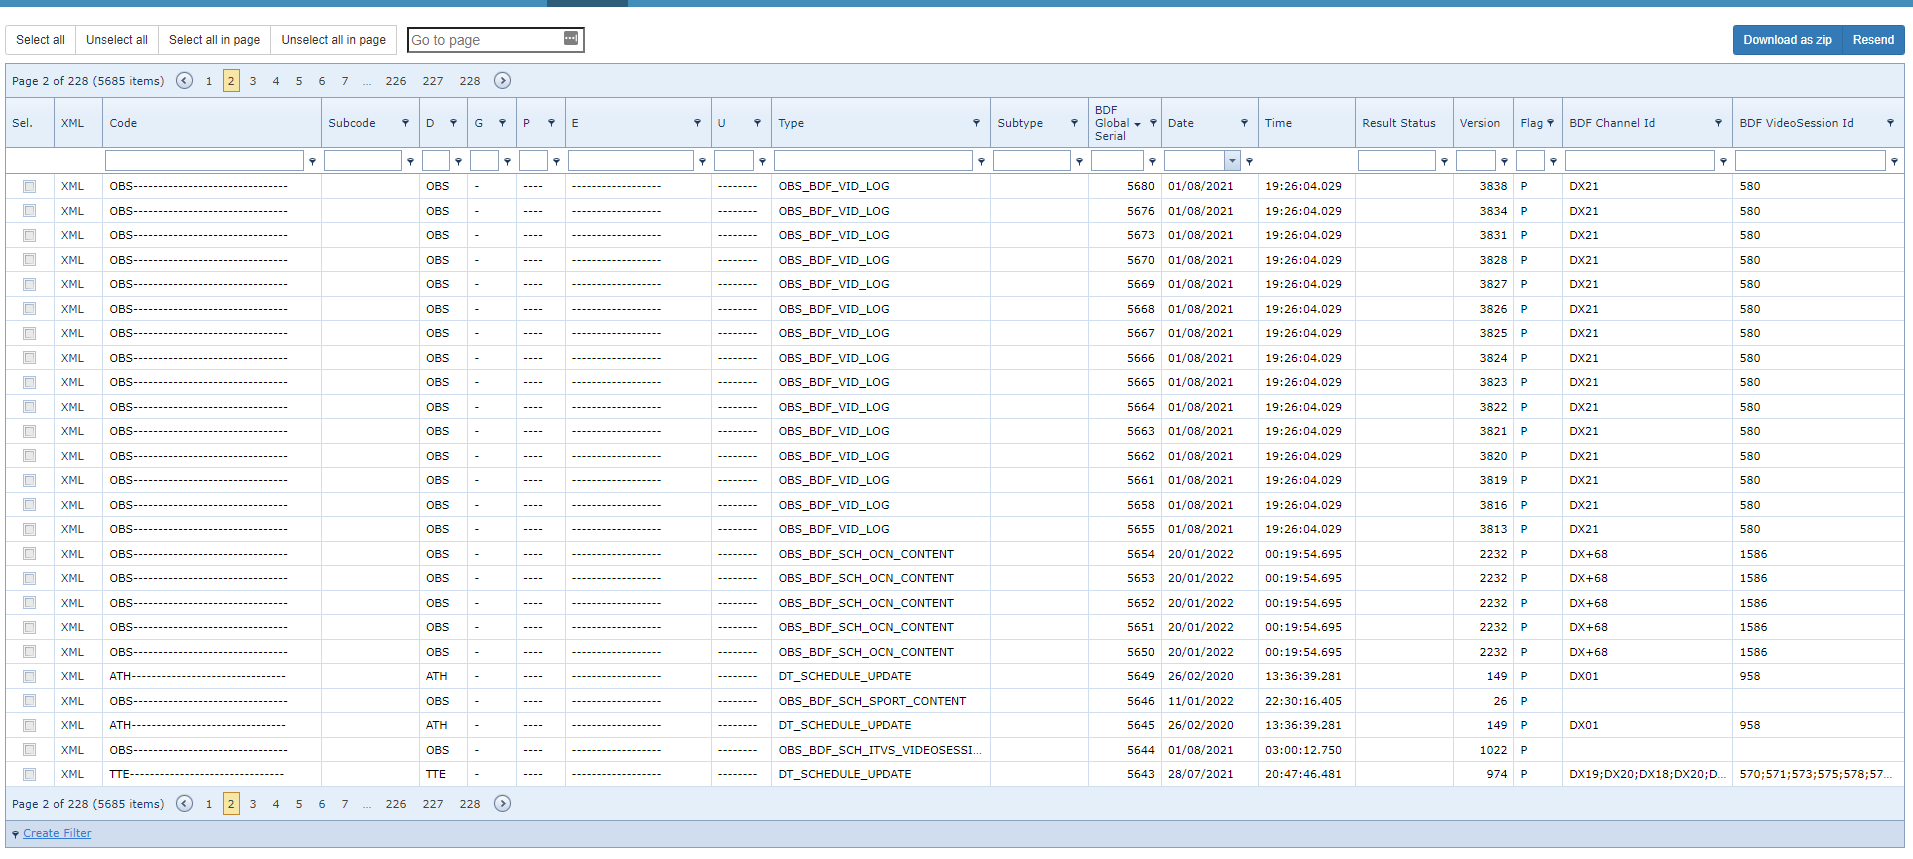 Select all Unselect all Select all in page Unselect all in page Go to page Download as zip Resend
Page 2 of 228 (5685 items) 1 2 3 4 5 6 7 ... 226 227 228
Sel. XML Code Subcode D G P E U Type Subtype BDF Global Serial Date Time Result Status Version Flag BDF Channel Id BDF VideoSession Id
XML OBS------------------------------- OBS - ---- ------------------ -------- OBS_BDF_VID_LOG 5680 01/08/2021 19:26:04.029 3838 P DX21 580
XML OBS------------------------------- OBS - ---- ------------------ -------- OBS_BDF_VID_LOG 5676 01/08/2021 19:26:04.029 3834 P DX21 580
XML OBS------------------------------- OBS - ---- ------------------ -------- OBS_BDF_VID_LOG 5673 01/08/2021 19:26:04.029 3831 P DX21 580
XML OBS------------------------------- OBS - ---- ------------------ -------- OBS_BDF_VID_LOG 5670 01/08/2021 19:26:04.029 3828 P DX21 580
XML OBS------------------------------- OBS - ---- ------------------ -------- OBS_BDF_VID_LOG 5669 01/08/2021 19:26:04.029 3827 P DX21 580
XML OBS------------------------------- OBS - ---- ------------------ -------- OBS_BDF_VID_LOG 5668 01/08/2021 19:26:04.029 3826 P DX21 580
XML OBS------------------------------- OBS - ---- ------------------ -------- OBS_BDF_VID_LOG 5667 01/08/2021 19:26:04.029 3825 P DX21 580
XML OBS------------------------------- OBS - ---- ------------------ -------- OBS_BDF_VID_LOG 5666 01/08/2021 19:26:04.029 3824 P DX21 580
XML OBS------------------------------- OBS - ---- ------------------ -------- OBS_BDF_VID_LOG 5665 01/08/2021 19:26:04.029 3823 P DX21 580
XML OBS------------------------------- OBS - ---- ------------------ -------- OBS_BDF_VID_LOG 5664 01/08/2021 19:26:04.029 3822 P DX21 580
XML OBS------------------------------- OBS - ---- ------------------ -------- OBS_BDF_VID_LOG 5663 01/08/2021 19:26:04.029 3821 P DX21 580
XML OBS------------------------------- OBS - ---- ------------------ -------- OBS_BDF_VID_LOG 5662 01/08/2021 19:26:04.029 3820 P DX21 580
XML OBS------------------------------- OBS - ---- ------------------ -------- OBS_BDF_VID_LOG 5661 01/08/2021 19:26:04.029 3819 P DX21 580
XML OBS------------------------------- OBS - ---- ------------------ -------- OBS_BDF_VID_LOG 5658 01/08/2021 19:26:04.029 3816 P DX21 580
XML OBS------------------------------- OBS - ---- ------------------ -------- OBS_BDF_VID_LOG 5655 01/08/2021 19:26:04.029 3813 P DX21 580
XML OBS------------------------------- OBS - ---- ------------------ -------- OBS_BDF_SCH_OCN_CONTENT 5654 20/01/2022 00:19:54.695 2232 P DX+68 1586
XML OBS------------------------------- OBS - ---- ------------------ -------- OBS_BDF_SCH_OCN_CONTENT 5653 20/01/2022 00:19:54.695 2232 P DX+68 1586
XML OBS------------------------------- OBS - ---- ------------------ -------- OBS_BDF_SCH_OCN_CONTENT 5652 20/01/2022 00:19:54.695 2232 P DX+68 1586
XML OBS------------------------------- OBS - ---- ------------------ -------- OBS_BDF_SCH_OCN_CONTENT 5651 20/01/2022 00:19:54.695 2232 P DX+68 1586
XML OBS------------------------------- OBS - ---- ------------------ -------- OBS_BDF_SCH_OCN_CONTENT 5650 20/01/2022 00:19:54.695 2232 P DX+68 1586
XML ATH------------------------------- ATH - ---- ------------------ -------- DT_SCHEDULE_UPDATE 5649 26/02/2020 13:36:39.281 149 P DX01 958
XML OBS------------------------------- OBS - ---- ------------------ -------- OBS_BDF_SCH_SPORT_CONTENT 5646 11/01/2022 22:30:16.405 26 P
XML ATH------------------------------- ATH - ---- ------------------ -------- DT_SCHEDULE_UPDATE 5645 26/02/2020 13:36:39.281 149 P DX01 958
XML OBS------------------------------- OBS - ---- ------------------ -------- OBS_BDF_SCH_ITVS_VIDEOSESSI... 5644 01/08/2021 03:00:12.750 1022 P
XML TTE------------------------------- TTE - ---- ------------------ -------- DT_SCHEDULE_UPDATE 5643 28/07/2021 20:47:46.481 974 P DX19;DX20;DX18;DX20;D... 570;571;573;575;578;57...
Page 2 of 228 (5685 items) 1 2 3 4 5 6 7 ... 226 227 228
Create Filter